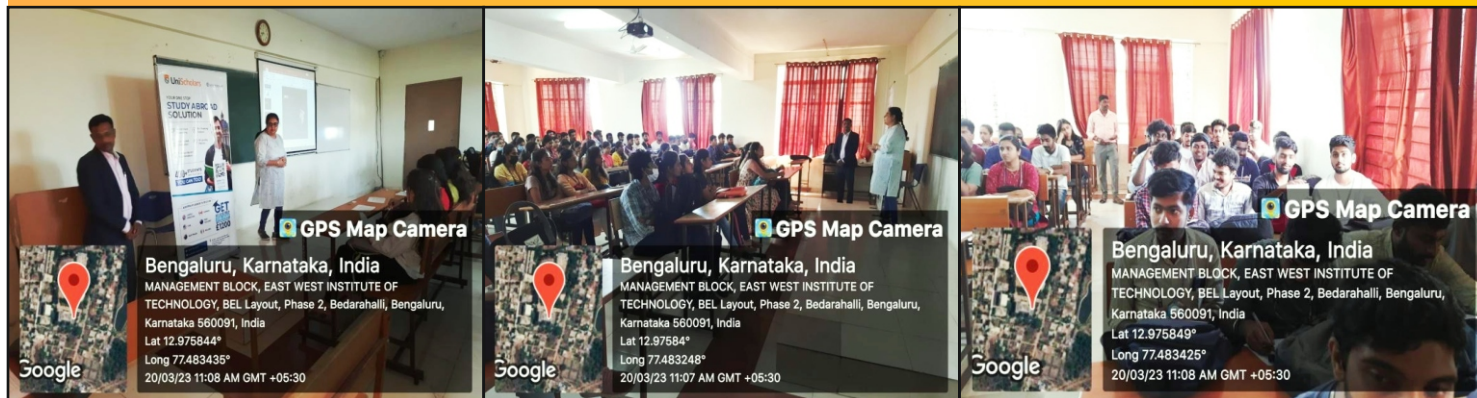 UniScholars
STUDY ABROAD
SOLUTION
GET
£1200
GPS Map Camera
Bengaluru, Karnataka, India
MANAGEMENT BLOCK, EAST WEST INSTITUTE OF
TECHNOLOGY, BEL Layout, Phase 2, Bedarahalli, Bengaluru,
Karnataka 560091, India
Lat 12.975844°
Long 77.483435°
20/03/23 11:08 AM GMT +05:30
Google
GPS Map Camera
Bengaluru, Karnataka, India
MANAGEMENT BLOCK, EAST WEST INSTITUTE OF
TECHNOLOGY, BEL Layout, Phase 2, Bedarahalli, Bengaluru,
Karnataka 560091, India
Lat 12.97584°
Long 77.483248°
20/03/23 11:07 AM GMT +05:30
Google
GPS Map Camera
Bengaluru, Karnataka, India
MANAGEMENT BLOCK, EAST WEST INSTITUTE OF
TECHNOLOGY, BEL Layout, Phase 2, Bedarahalli, Bengaluru,
Karnataka 560091, India
Lat 12.975849°
Long 77.483425°
20/03/23 11:08 AM GMT +05:30
Google